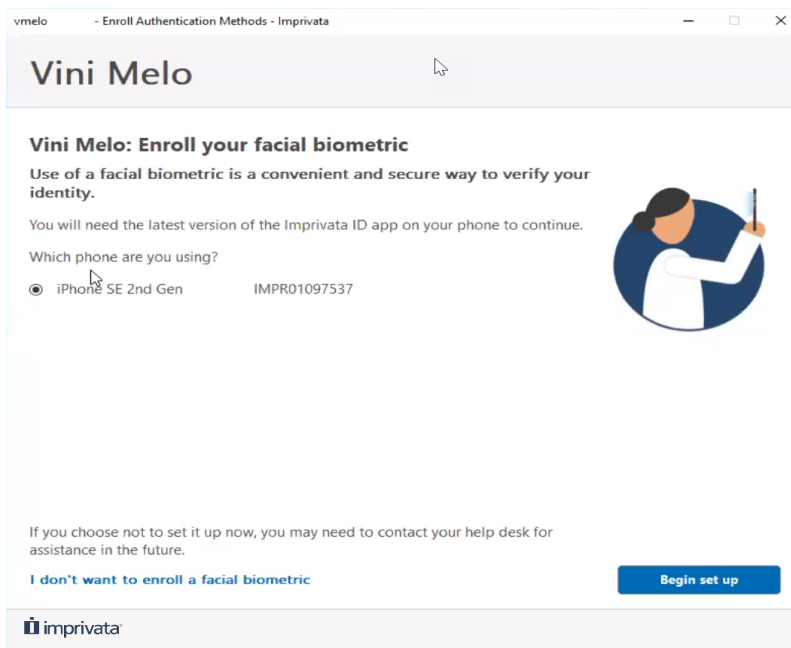 vmelo - Enroll Authentication Methods - Imprivata
Vini Melo
Vini Melo: Enroll your facial biometric
Use of a facial biometric is a convenient and secure way to verify your
identity.
You will need the latest version of the Imprivata ID app on your phone to continue.
Which phone are you using?
iPhone SE 2nd Gen IMPR01097537
If you choose not to set it up now, you may need to contact your help desk for
assistance in the future.
I don't want to enroll a facial biometric
Begin set up
imprivata